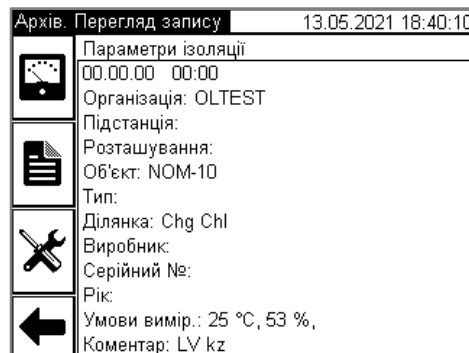 Архів. Перегляд запису 13.05.2021 18:40:10
Параметри ізоляції
00.00.00 00:00
Організація: OLTEST
Підстанція:
Розташування:
Об'єкт: NOM-10
Тип:
Ділянка: Chg Chl
Виробник:
Серійний №:
Рік:
Умови вимір.: 25 °C, 53 %,
Коментар: LV kz